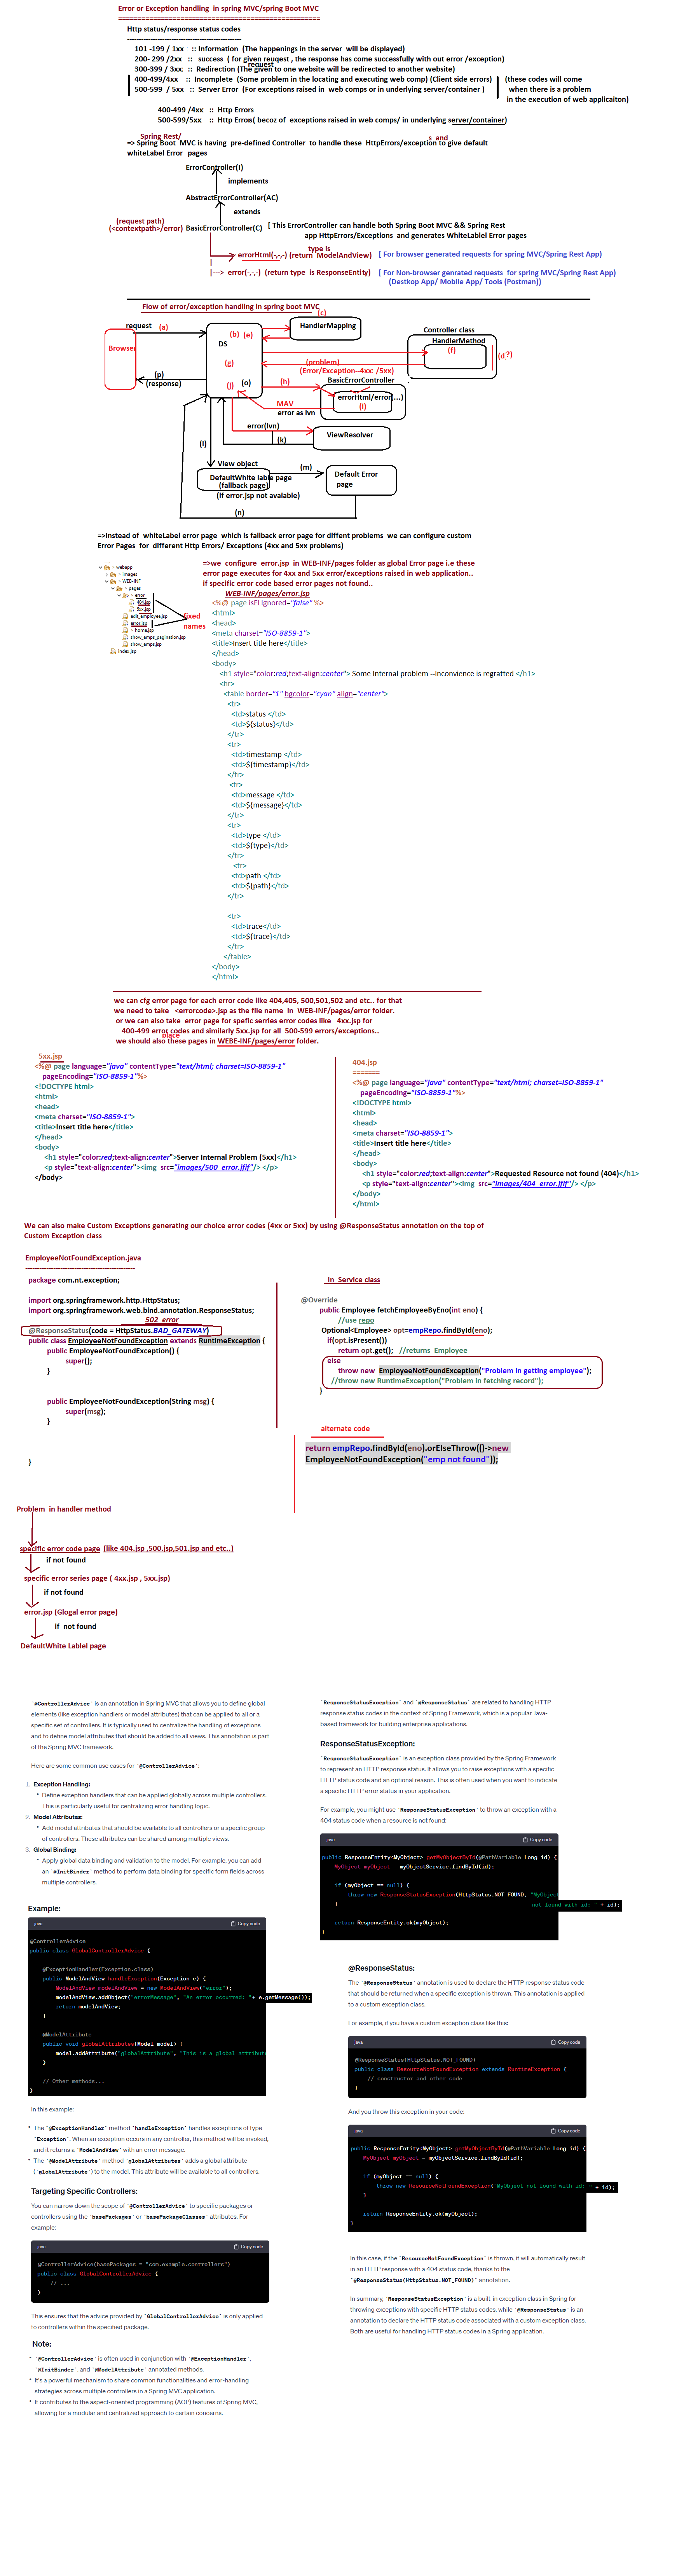 Error or Exception handling  in spring MVC/spring Boot MVC
====================================================
Http status/response status codes
--------------------------------------------
101 -199 / 1xx  .  :: Information  (The happenings in the server  will be displayed)
200- 299 /2xx   ::   success  ( for given reuqest , the response has come successfully with out error /exception)
request
300-399 / 3xx   ::  Redirection (The given to one website will be redirected to another website)
400-499/4xx    ::  Incomplete  (Some problem in the locating and executing web comp) (Client side errors)
500-599  / 5xx   ::  Server Error  (For exceptions raised in  web comps or in underlying server/container )
(these codes will come
when there is a problem
in the execution of web applicaiton)
400-499 /4xx   ::  Http Errors
500-599/5xx    ::   Http Erros( becoz of  exceptions raised in web comps/ in underlying server/container)
Spring Rest/
s  and
=> Spring Boot  MVC is having  pre-defined Controller  to handle these  HttpErrors/exception to give default
whiteLabel Error  pages
ErrorController(I)
implements
AbstractErrorController(AC)
extends
(request path)
(<contextpath>/error)
BasicErrorController(C)
[ This ErrorController can handle both Spring Boot MVC && Spring Rest
app HttpErrors/Exceptions  and generates WhiteLablel Error pages
type is
errorHtml(-,-,-) (return  ModelAndView)
[ For browser generated requests for spring MVC/Spring Rest App)
|
|---> error(-,-,-)  (return type  is ResponseEntity)
[ For Non-browser genrated requests  for spring MVC/Spring Rest App)
(Destkop App/ Mobile App/ Tools (Postman))
Flow of error/exception handling in spring boot MVC
(c)
request
(a)
Browser
(b)
(e)
DS
(g)
(j)
(o)
HandlerMapping
Controller class
HandlerMethod
(f)
(d ?)
(problem)
(Error/Exception--4xx  /5xx)
(p)
(response)
(h)
BasicErrorController
errorHtml/error(...)
(i)
MAV
error as lvn
error(lvn)
(k)
ViewResolver
(l)
View object
DefaultWhite lable page
(fallback page)
(if error.jsp not avaiable)
(m)
Default Error
page
(n)
=>Instead  of  whiteLabel error page  which is fallback error page for diffent problems  we can configure custom
Error Pages  for  different Http Errors/ Exceptions (4xx and 5xx problems)
webapp
images
WEB-INF
pages
error
404.jsp
5xx.jsp
edit_employee.jsp
error.jsp
home.jsp
show_emps_pagination.jsp
show_emps.jsp
index.jsp
fixed
names
=>we  configure  error.jsp  in WEB-INF/pages folder as global Error page i.e these
error page executes for 4xx and 5xx error/exceptions raised in web application..
if specific error code based error pages not found..
WEB-INF/pages/error.jsp
<%@ page isELIgnored="false" %>
<html>
<head>
<meta charset="ISO-8859-1">
<title>Insert title here</title>
</head>
<body>
<h1 style="color:red;text-align:center"> Some Internal problem --Inconvience is regratted </h1>
<hr>
<table border="1" bgcolor="cyan" align="center">
<tr>
<td>status </td>
<td>${status}</td>
</tr>
<tr>
<td>timestamp </td>
<td>${timestamp}</td>
</tr>
<tr>
<td>message </td>
<td>${message}</td>
</tr>
<tr>
<td>type </td>
<td>${type}</td>
</tr>
<tr>
<td>path </td>
<td>${path}</td>
</tr>
<tr>
<td>trace</td>
<td>${trace}</td>
</tr>
</table>
</body>
</html>
we can cfg error page for each error code like 404,405, 500,501,502 and etc.. for that
we need to take   <errorcode>.jsp as the file name  in  WEB-INF/pages/error folder.
or we can also take  error page for spefic serries error codes like   4xx.jsp for
400-499 error codes and similarly 5xx.jsp for all  500-599 errors/exceptions..
place
we should also these pages in WEBE-INF/pages/error folder.
5xx.jsp
<%@ page language="java" contentType="text/html; charset=ISO-8859-1"
pageEncoding="ISO-8859-1"%>
<!DOCTYPE html>
<html>
<head>
<meta charset="ISO-8859-1">
<title>Insert title here</title>
</head>
<body>
<h1 style="color:red;text-align:center">Server Internal Problem (5xx)</h1>
<p style="text-align:center"><img  src="images/500_error.jfif"/> </p>
</body>
404.jsp
=======
<%@ page language="java" contentType="text/html; charset=ISO-8859-1"
pageEncoding="ISO-8859-1"%>
<!DOCTYPE html>
<html>
<head>
<meta charset="ISO-8859-1">
<title>Insert title here</title>
</head>
<body>
<h1 style="color:red;text-align:center">Requested Resource not found (404)</h1>
<p style="text-align:center"><img  src="images/404_error.jfif"/> </p>
</body>
</html>
We can also make Custom Exceptions generating our choice error codes (4xx or 5xx) by using @ResponseStatus annotation on the top of
Custom Exception class
EmployeeNotFoundException.java
------------------------------------------
package com.nt.exception;
import org.springframework.http.HttpStatus;
import org.springframework.web.bind.annotation.ResponseStatus;
502  error
@ResponseStatus(code = HttpStatus.BAD_GATEWAY)
public class EmployeeNotFoundException extends RuntimeException {
public EmployeeNotFoundException() {
super();
}
public EmployeeNotFoundException(String msg) {
super(msg);
}
}
In  Service class
@Override
public Employee fetchEmployeeByEno(int eno) {
//use repo
Optional<Employee> opt=empRepo.findById(eno);
if(opt.isPresent())
return opt.get();   //returns  Employee
else
throw new  EmployeeNotFoundException("Problem in getting employee");
//throw new RuntimeException("Problem in fetching record");
}
alternate code
return empRepo.findById(eno).orElseThrow(()->new
EmployeeNotFoundException("emp not found"));
Problem  in handler method
specific error code page  (like 404.jsp ,500.jsp,501.jsp and etc..)
if not found
specific error series page ( 4xx.jsp , 5xx.jsp)
if not found
error.jsp (Glogal error page)
if  not found
DefaultWhite Lablel page
`@ControllerAdvice` is an annotation in Spring MVC that allows you to define global
elements (like exception handlers or model attributes) that can be applied to all or a
specific set of controllers. It is typically used to centralize the handling of exceptions
and to define model attributes that should be added to all views. This annotation is part
of the Spring MVC framework.
Here are some common use cases for `@ControllerAdvice`:
1. Exception Handling:
• Define exception handlers that can be applied globally across multiple controllers.
This is particularly useful for centralizing error handling logic.
2. Model Attributes:
• Add model attributes that should be available to all controllers or a specific group
of controllers. These attributes can be shared among multiple views.
3. Global Binding:
• Apply global data binding and validation to the model. For example, you can add
an `@InitBinder` method to perform data binding for specific form fields across
multiple controllers.
Example:
java
Copy code
@ControllerAdvice
public class GlobalControllerAdvice {
@ExceptionHandler(Exception.class)
public ModelAndView handleException(Exception e) {
ModelAndView modelAndView = new ModelAndView("error");
modelAndView.addObject("errorMessage", "An error occurred: "+ e.getMessage());
return modelAndView;
}
@ModelAttribute
public void globalAttributes(Model model) {
model.addAttribute("globalAttribute", "This is a global attribut
}
// Other methods...
}
In this example:
• The `@ExceptionHandler` method `handleException` handles exceptions of type
`Exception`. When an exception occurs in any controller, this method will be invoked,
and it returns a `ModelAndView` with an error message.
• The `@ModelAttribute` method `globalAttributes` adds a global attribute
(`globalAttribute`) to the model. This attribute will be available to all controllers.
Targeting Specific Controllers:
You can narrow down the scope of `@ControllerAdvice` to specific packages or
controllers using the `basePackages` or `basePackageClasses` attributes. For
example:
java
Copy code
@ControllerAdvice(basePackages = "com.example.controllers")
public class GlobalControllerAdvice {
// ...
}
This ensures that the advice provided by `GlobalControllerAdvice` is only applied
to controllers within the specified package.
Note:
• `@ControllerAdvice` is often used in conjunction with `@ExceptionHandler`,
`@InitBinder`, and `@ModelAttribute` annotated methods.
• It's a powerful mechanism to share common functionalities and error-handling
strategies across multiple controllers in a Spring MVC application.
• It contributes to the aspect-oriented programming (AOP) features of Spring MVC,
allowing for a modular and centralized approach to certain concerns.
`ResponseStatusException` and `@ResponseStatus` are related to handling HTTP
response status codes in the context of Spring Framework, which is a popular Java-
based framework for building enterprise applications.
ResponseStatusException:
`ResponseStatusException` is an exception class provided by the Spring Framework
to represent an HTTP response status. It allows you to raise exceptions with a specific
HTTP status code and an optional reason. This is often used when you want to indicate
a specific HTTP error status in your application.
For example, you might use `ResponseStatusException` to throw an exception with a
404 status code when a resource is not found:
java
Copy code
public ResponseEntity<MyObject> getMyObjectById(@PathVariable Long id) {
MyObject myObject = myObjectService.findById(id);
if (myObject == null) {
throw new ResponseStatusException(HttpStatus.NOT_FOUND, "MyObject
not found with id: " + id);
}
return ResponseEntity.ok(myObject);
}
@ResponseStatus:
The `@ResponseStatus` annotation is used to declare the HTTP response status code
that should be returned when a specific exception is thrown. This annotation is applied
to a custom exception class.
For example, if you have a custom exception class like this:
java
Copy code
@ResponseStatus(HttpStatus.NOT_FOUND)
public class ResourceNotFoundException extends RuntimeException {
// constructor and other code
}
And you throw this exception in your code:
java
Copy code
public ResponseEntity<MyObject> getMyObjectById(@PathVariable Long id) {
MyObject myObject = myObjectService.findById(id);
if (myObject == null) {
throw new ResourceNotFoundException("MyObject not found with id: " + id);
}
return ResponseEntity.ok(myObject);
}
In this case, if the `ResourceNotFoundException` is thrown, it will automatically result
in an HTTP response with a 404 status code, thanks to the
`@ResponseStatus(HttpStatus.NOT_FOUND)` annotation.
In summary, `ResponseStatusException` is a built-in exception class in Spring for
throwing exceptions with specific HTTP status codes, while `@ResponseStatus` is an
annotation to declare the HTTP status code associated with a custom exception class.
Both are useful for handling HTTP status codes in a Spring application.